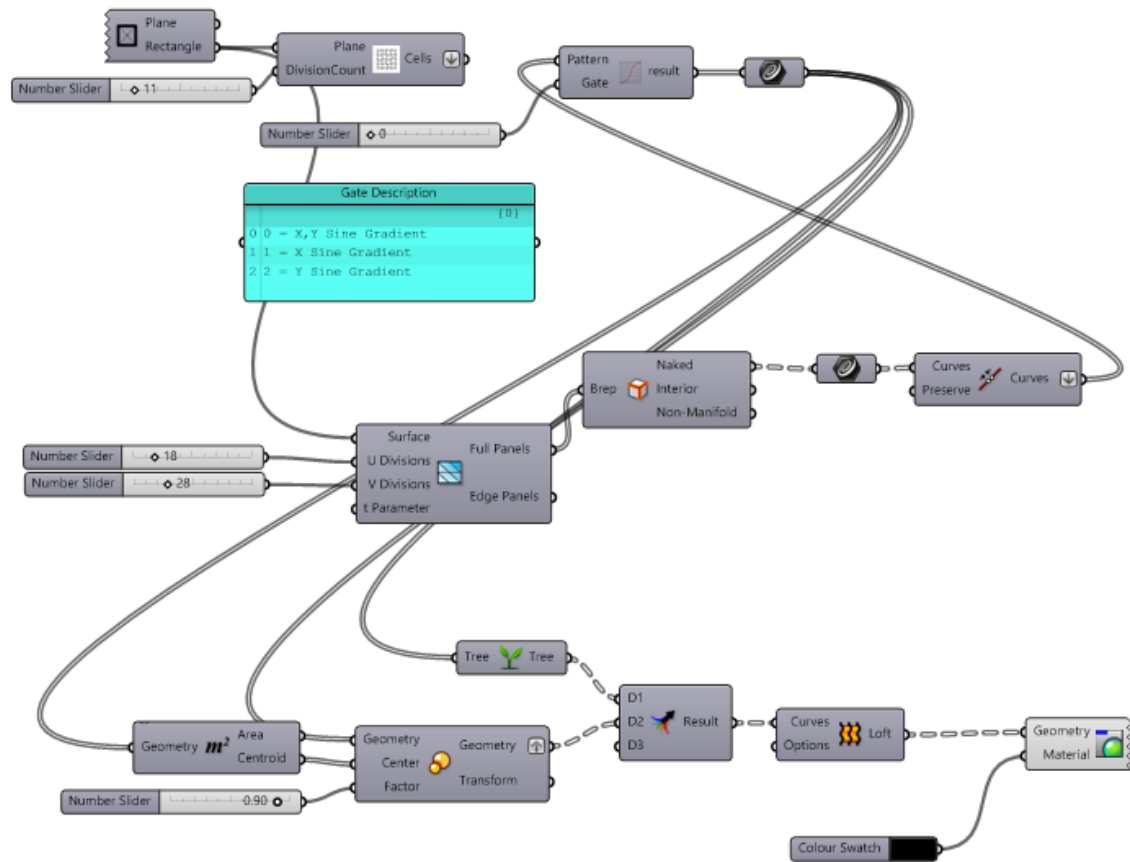 Plane
Rectangle
Number Slider 11
Plane
DivisionCount
Cells
Number Slider 0
Pattern
Gate
result
Gate Description
{0}
0 0 = X,Y Sine Gradient
1 1 = X Sine Gradient
2 2 = Y Sine Gradient
Brep
Naked
Interior
Non-Manifold
Curves
Preserve
Curves
Number Slider 18
Number Slider 28
Surface
U Divisions
V Divisions
t Parameter
Full Panels
Edge Panels
Tree Tree
Geometry m²
Area
Centroid
Number Slider 0.90
Geometry
Center
Factor
Geometry
Transform
D1
D2
D3
Result
Curves
Options
Loft
Geometry
Material
Colour Swatch